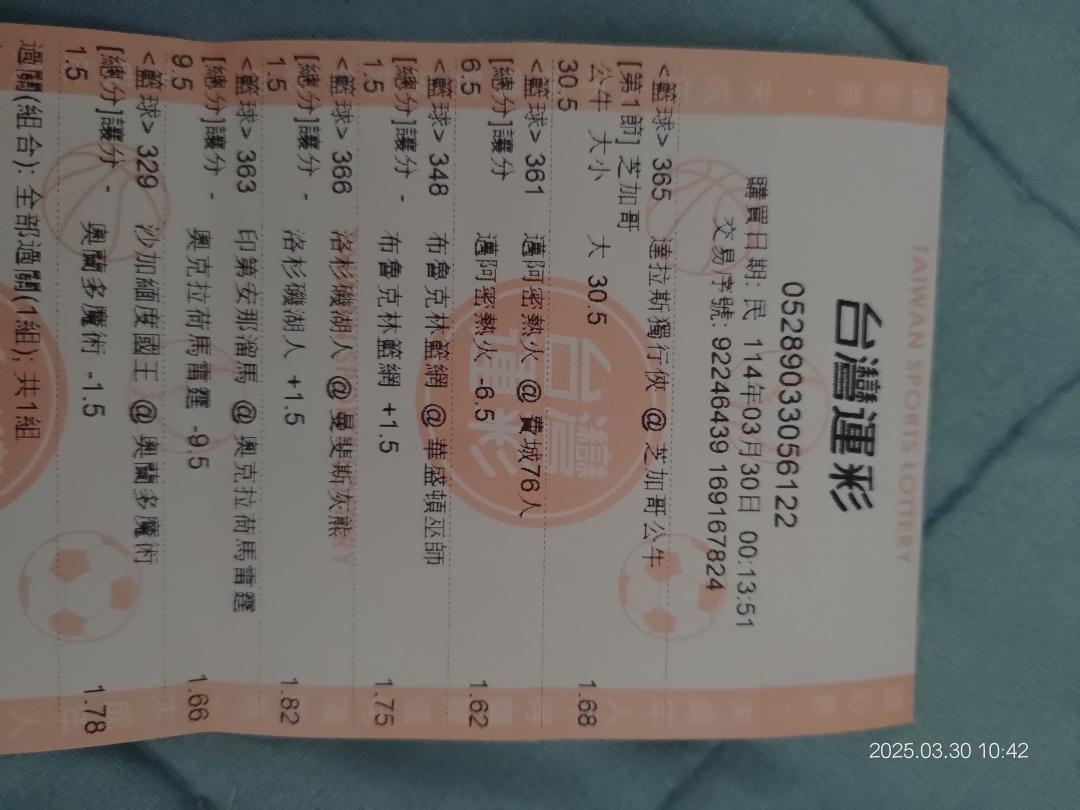 TAIWAN SPORTS LOTTERY
台灣運彩
05289033056122
購買日期: 民 114年03月30日 00:13:51
交易序號: 92246439 169167824
<籃球> 365 達拉斯獨行俠 @ 芝加哥公牛
[第1節] 芝加哥
公牛 大小 大 30.5 1.68
30.5
<籃球> 361 邁阿密熱火 @ 費城76人
[總分]讓分 邁阿密熱火 -6.5 1.62
6.5
<籃球> 348 布魯克林籃網 @ 華盛頓巫師
[總分]讓分 - 布魯克林籃網 +1.5 1.75
1.5
<籃球> 366 洛杉磯湖人 @ 曼斐斯灰熊
[總分]讓分 - 洛杉磯湖人 +1.5 1.82
1.5
<籃球> 363 印第安那溜馬 @ 奧克拉荷馬雷霆
[總分]讓分 - 奧克拉荷馬雷霆 -9.5 1.66
9.5
<籃球> 329 沙加緬度國王 @ 奧蘭多魔術
[總分]讓分 - 奧蘭多魔術 -1.5 1.78
1.5
過關(組合): 全部過關(1組); 共1組
台灣
運彩
2025.03.30 10:42